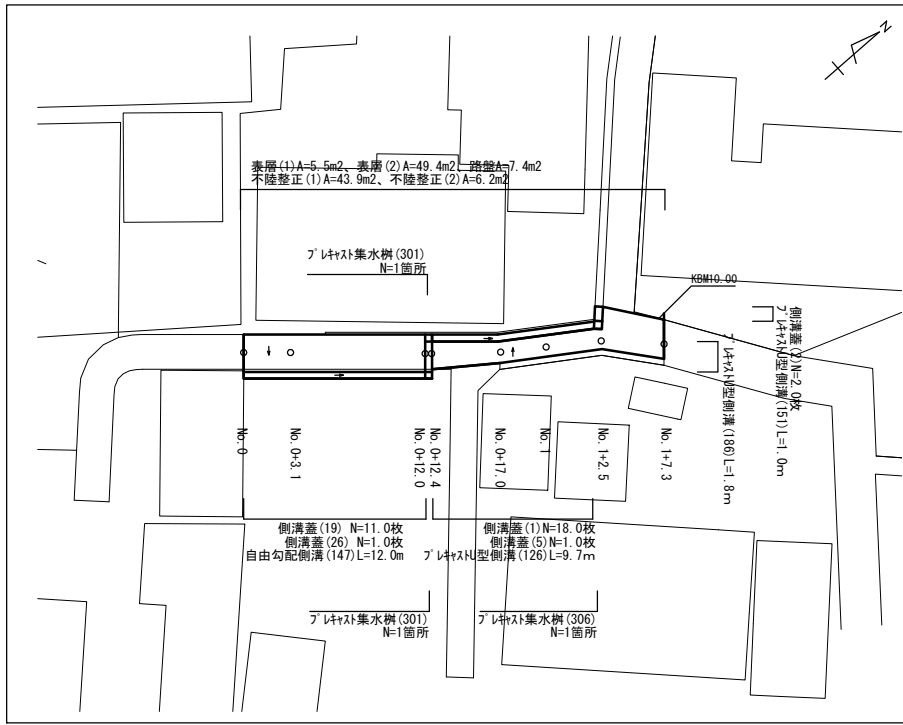 N
表層(1)A=5.5m2、表層(2)A=49.4m2、路盤A=7.4m2
不陸整正(1)A=43.9m2、不陸整正(2)A=6.2m2
プレキャスト集水桝(301)
N=1箇所
KBM10.00
側溝蓋(2)N=2.0枚
プレキャストU型側溝(151)L=1.0m
プレキャストU型側溝(186)L=1.8m
No.0
No.0+3.1
No.0+12.0
No.0+12.4
No.0+17.0
No.1
No.1+2.5
No.1+7.3
側溝蓋(19) N=11.0枚
側溝蓋(26) N=1.0枚
自由勾配側溝(147)L=12.0m
側溝蓋(1)N=18.0枚
側溝蓋(5)N=1.0枚
プレキャストU型側溝(126)L=9.7m
プレキャスト集水桝(301)
N=1箇所
プレキャスト集水桝(306)
N=1箇所